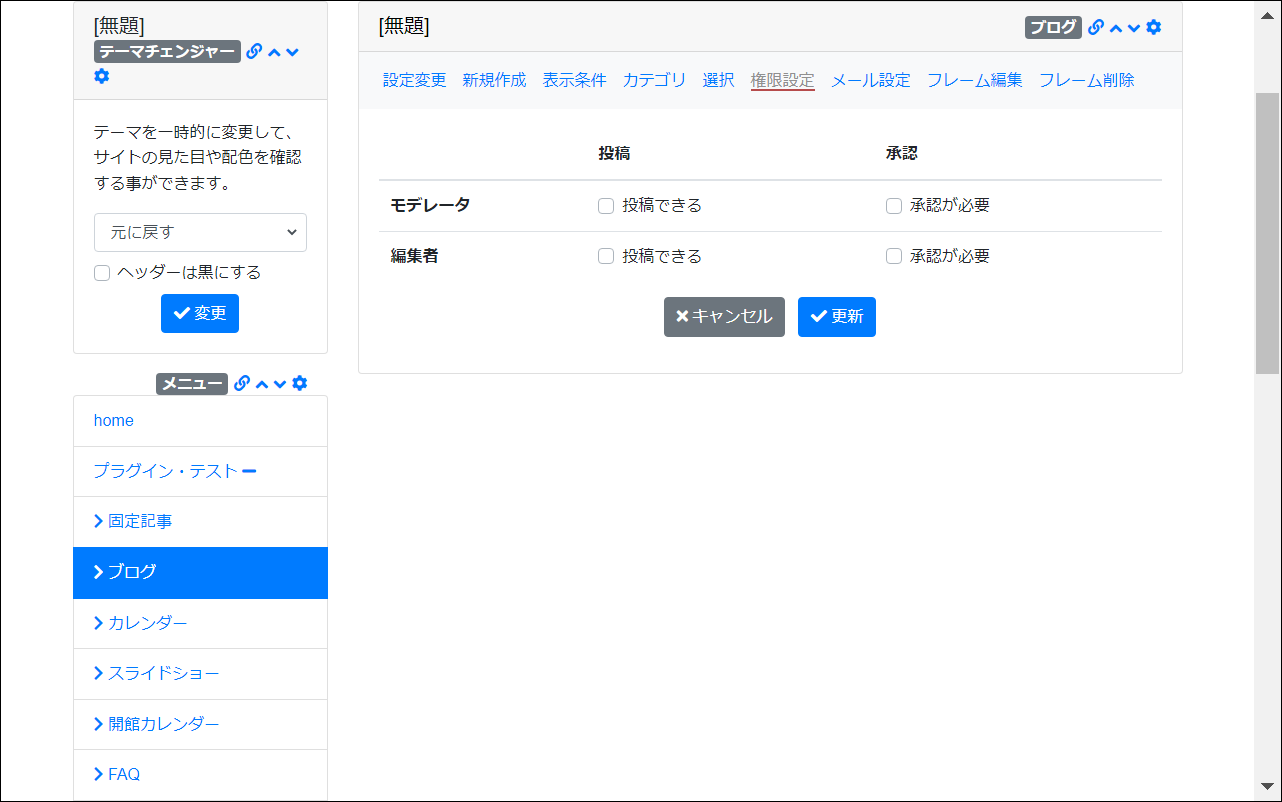 [無題]
テーマチェンジャー
テーマを一時的に変更して、
サイトの見た目や配色を確認
する事ができます。
元に戻す
ヘッダーは黒にする
変更
メニュー
home
プラグイン・テスト
固定記事
ブログ
カレンダー
スライドショー
開館カレンダー
FAQ
[無題] ブログ
設定変更 新規作成 表示条件 カテゴリ 選択 権限設定 メール設定 フレーム編集 フレーム削除
投稿 承認
モデレータ 投稿できる 承認が必要
編集者 投稿できる 承認が必要
キャンセル 更新